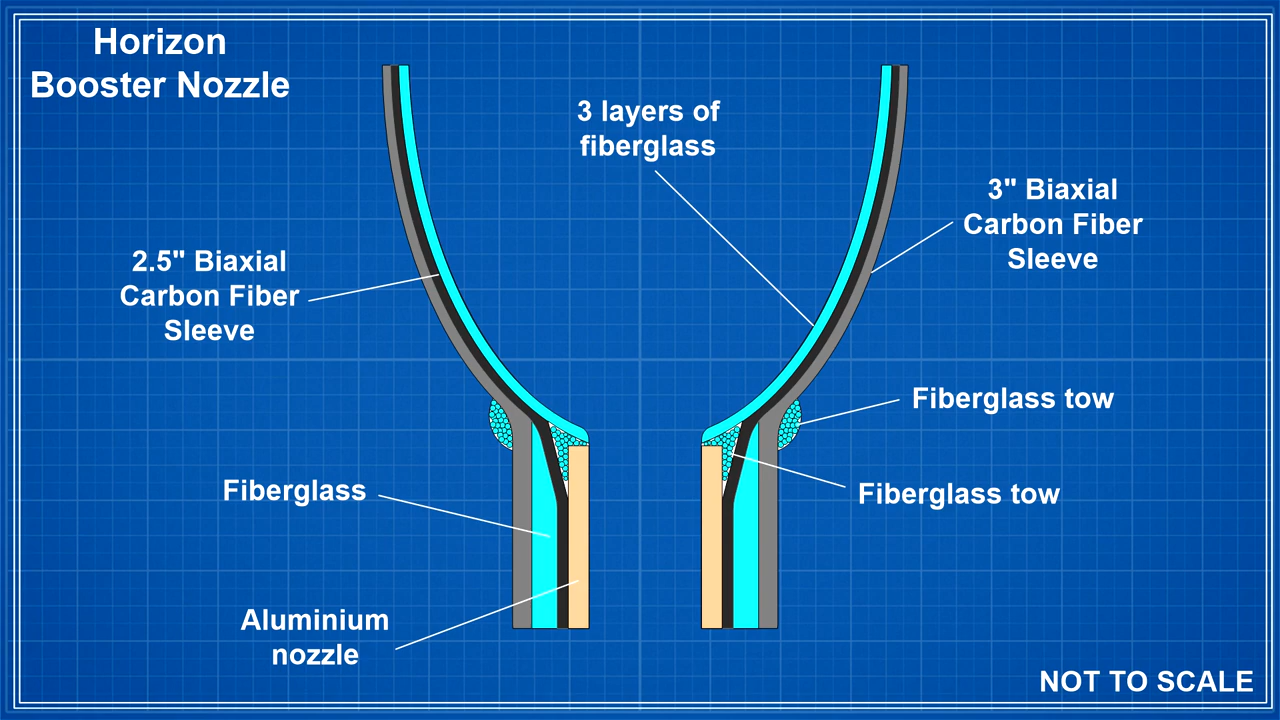 Horizon
Booster Nozzle
3 layers of
fiberglass
3" Biaxial
Carbon Fiber
Sleeve
2.5" Biaxial
Carbon Fiber
Sleeve
Fiberglass tow
Fiberglass
Fiberglass tow
Aluminium
nozzle
NOT TO SCALE